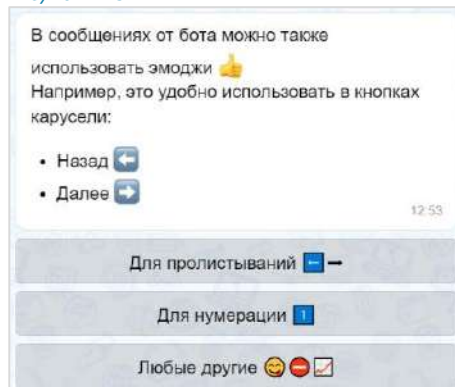 В сообщениях от бота можно также
использовать эмоджи 👍
Например, это удобно использовать в кнопках
карусели:
• Назад ⬅️
• Далее ➡️
12:53
Для пролистываний ⬅️➡
Для нумерации 1️⃣
Любые другие 😋⛔📈